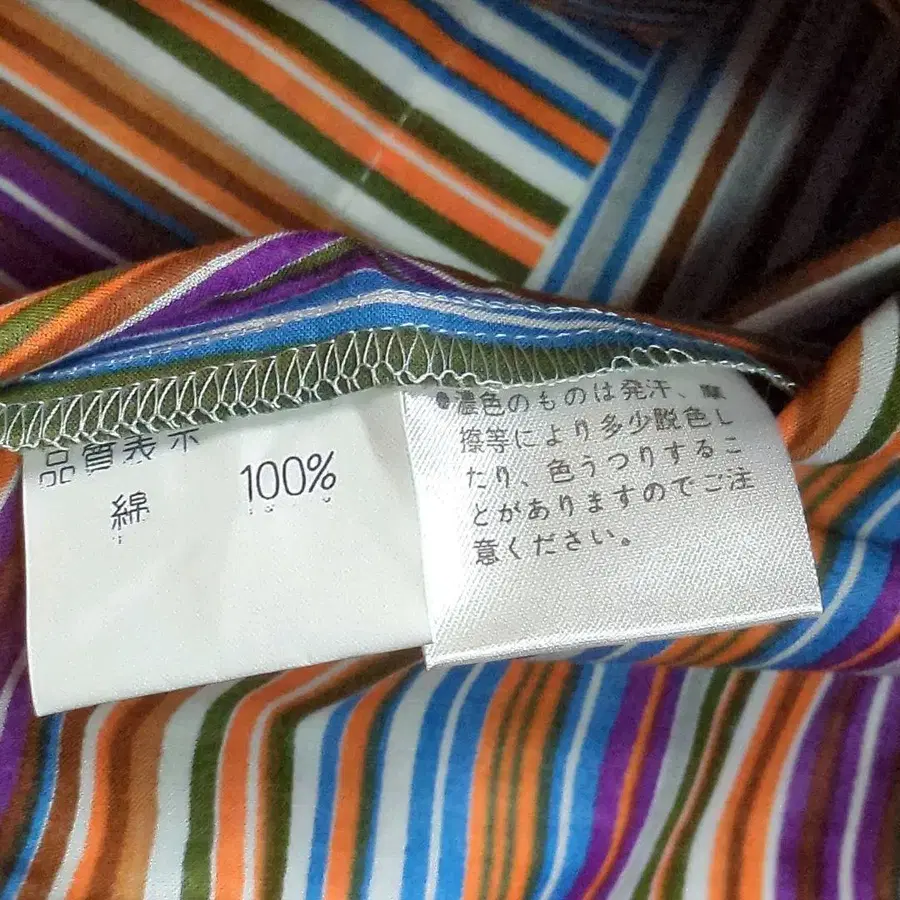 品質表示
綿 100%
●濃色のものは発汗、摩
擦等により多少脱色し
たり、色うつりするこ
とがありますのでご注
意ください。